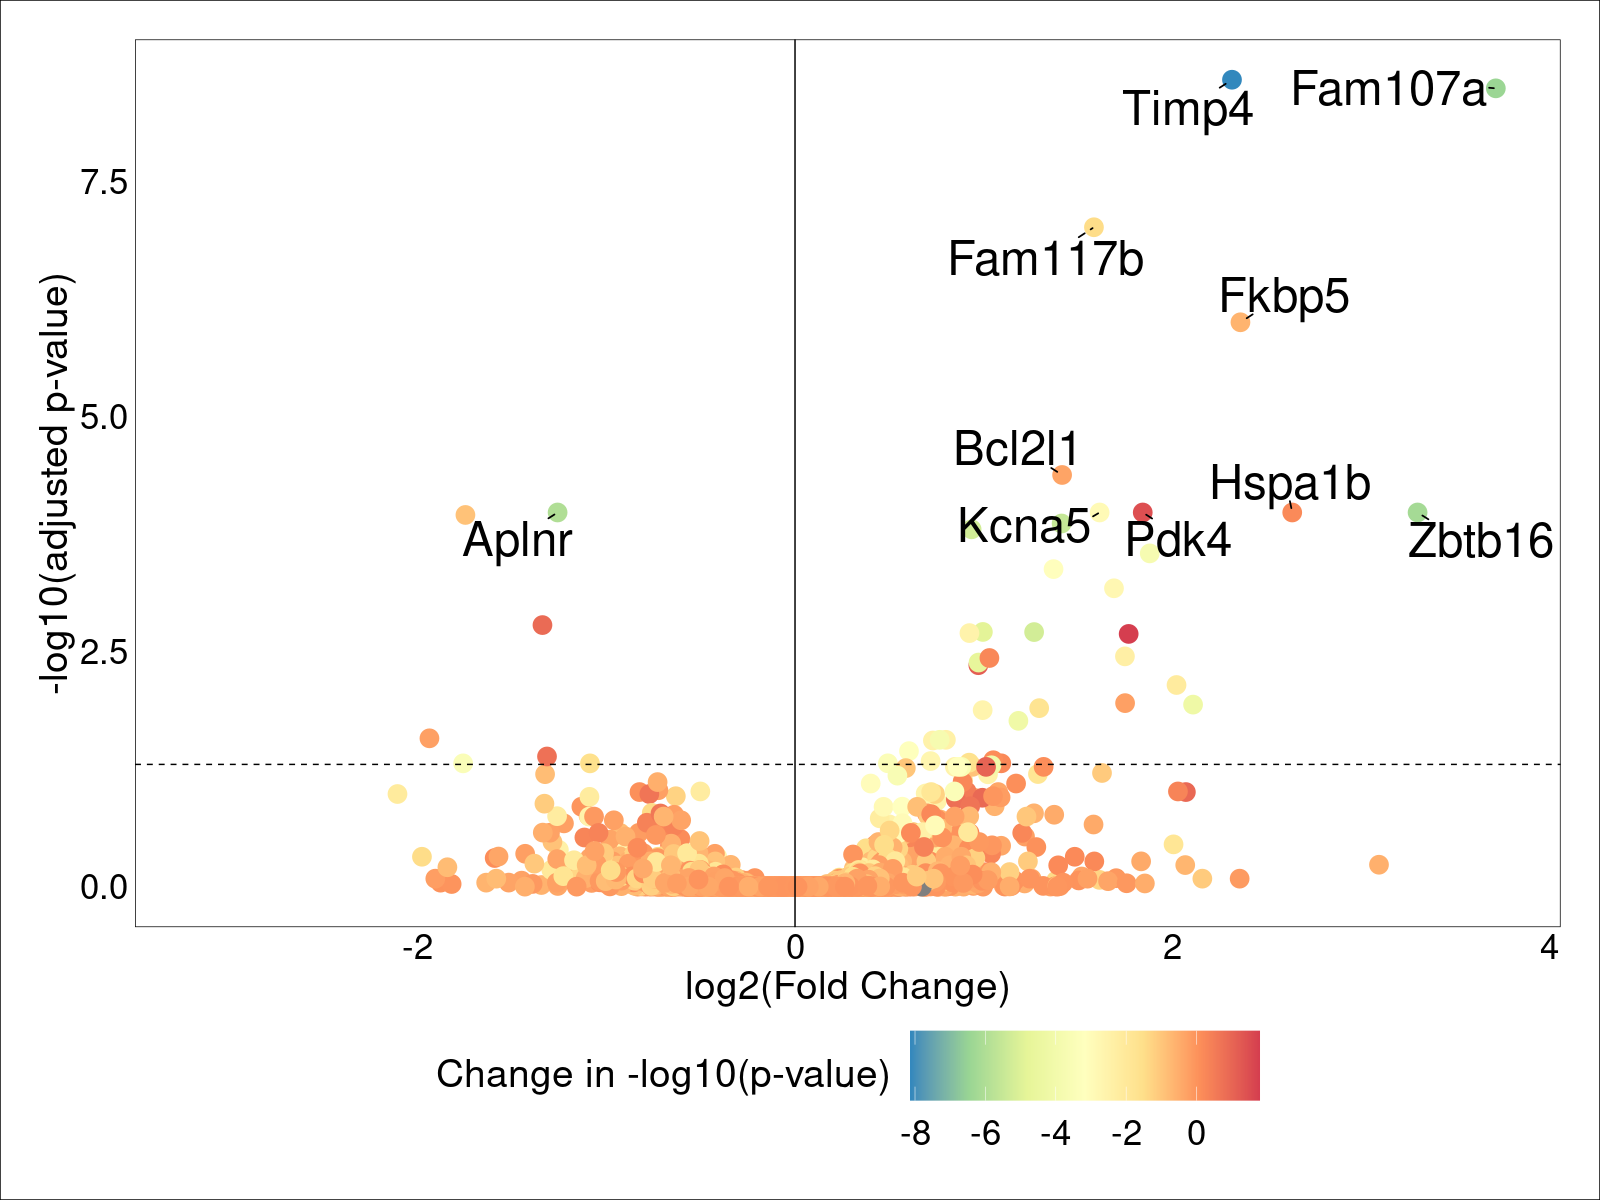 Timp4
Fam107a
7.5
Fam117b
Fkbp5
5.0
Bcl2l1
Hspa1b
Kcna5
Pdk4
Zbtb16
Aplnr
2.5
0.0
-log10(adjusted p-value)
-2
0
2
4
log2(Fold Change)
Change in -log10(p-value)
-8
-6
-4
-2
0